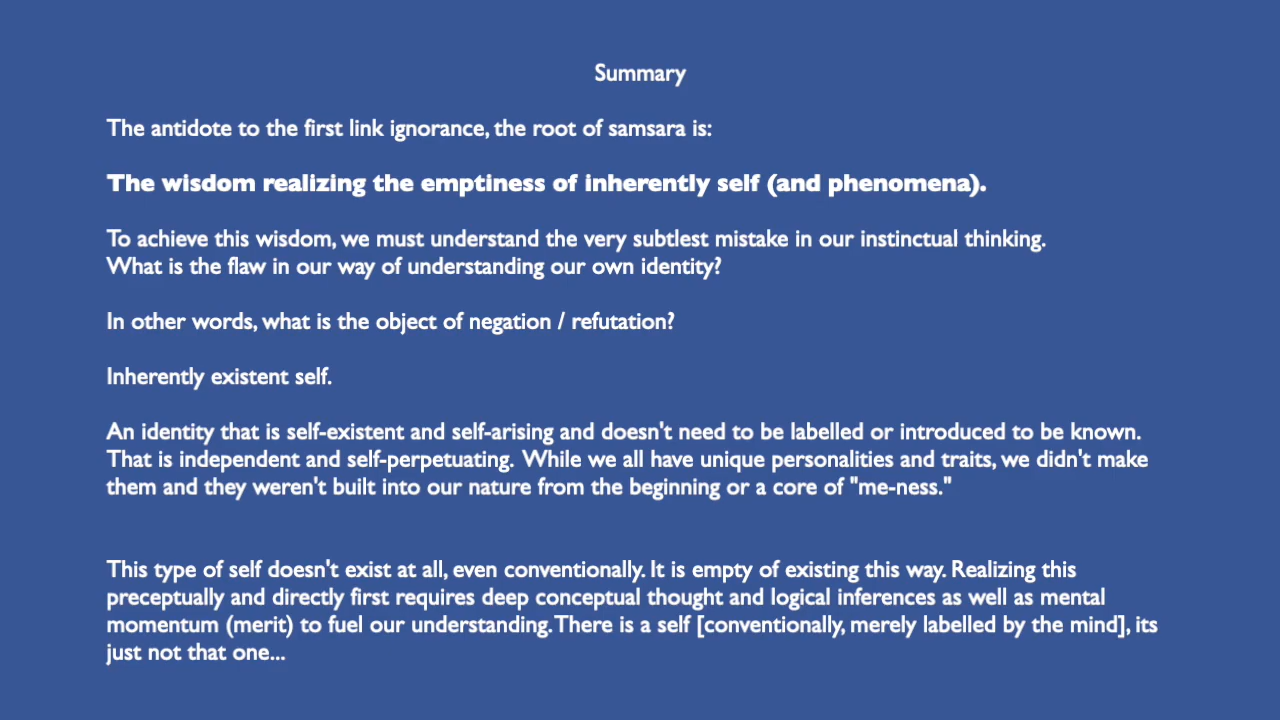 Summary
The antidote to the first link ignorance, the root of samsara is:
The wisdom realizing the emptiness of inherently self (and phenomena).
To achieve this wisdom, we must understand the very subtlest mistake in our instinctual thinking.
What is the flaw in our way of understanding our own identity?
In other words, what is the object of negation / refutation?
Inherently existent self.
An identity that is self-existent and self-arising and doesn't need to be labelled or introduced to be known.
That is independent and self-perpetuating. While we all have unique personalities and traits, we didn't make
them and they weren't built into our nature from the beginning or a core of "me-ness."
This type of self doesn't exist at all, even conventionally. It is empty of existing this way. Realizing this
preceptually and directly first requires deep conceptual thought and logical inferences as well as mental
momentum (merit) to fuel our understanding. There is a self [conventionally, merely labelled by the mind], its
just not that one...